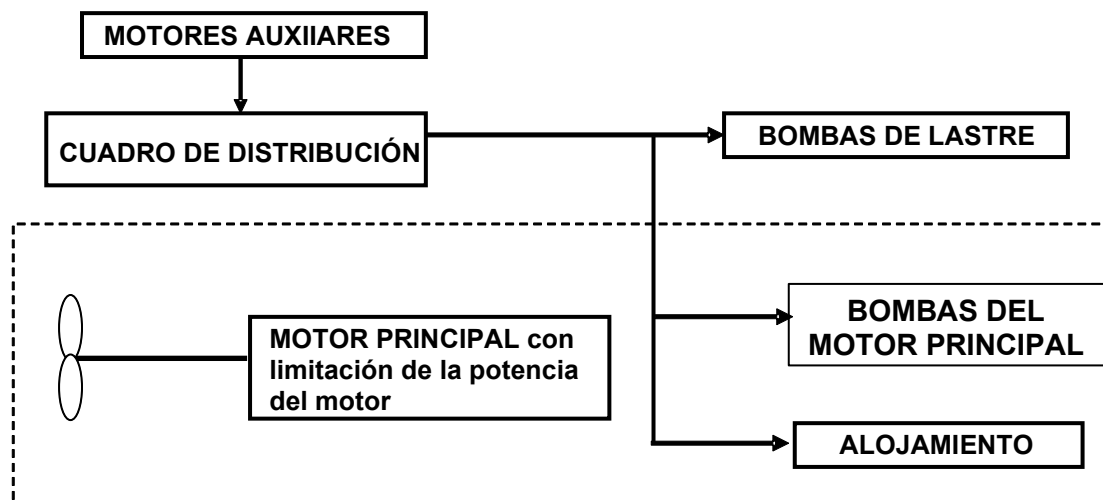 MOTORES AUXIIARES
CUADRO DE DISTRIBUCIÓN
BOMBAS DE LASTRE
MOTOR PRINCIPAL con
limitación de la potencia
del motor
BOMBAS DEL
MOTOR PRINCIPAL
ALOJAMIENTO